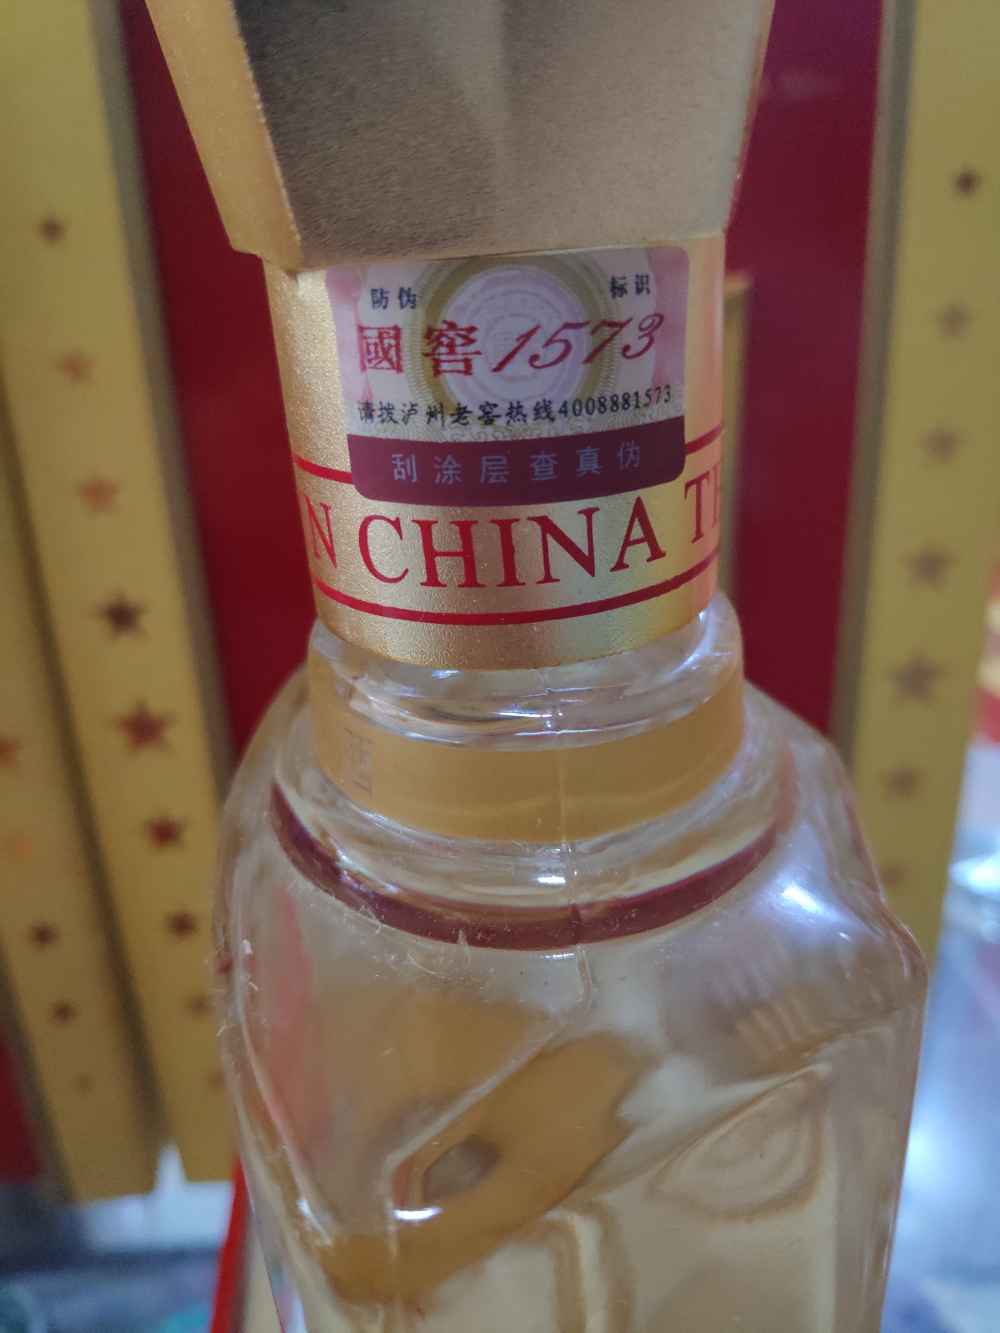 防伪 标识
國窖1573
请拨泸州老窖热线4008881573
刮涂层查真伪
N CHINA TH